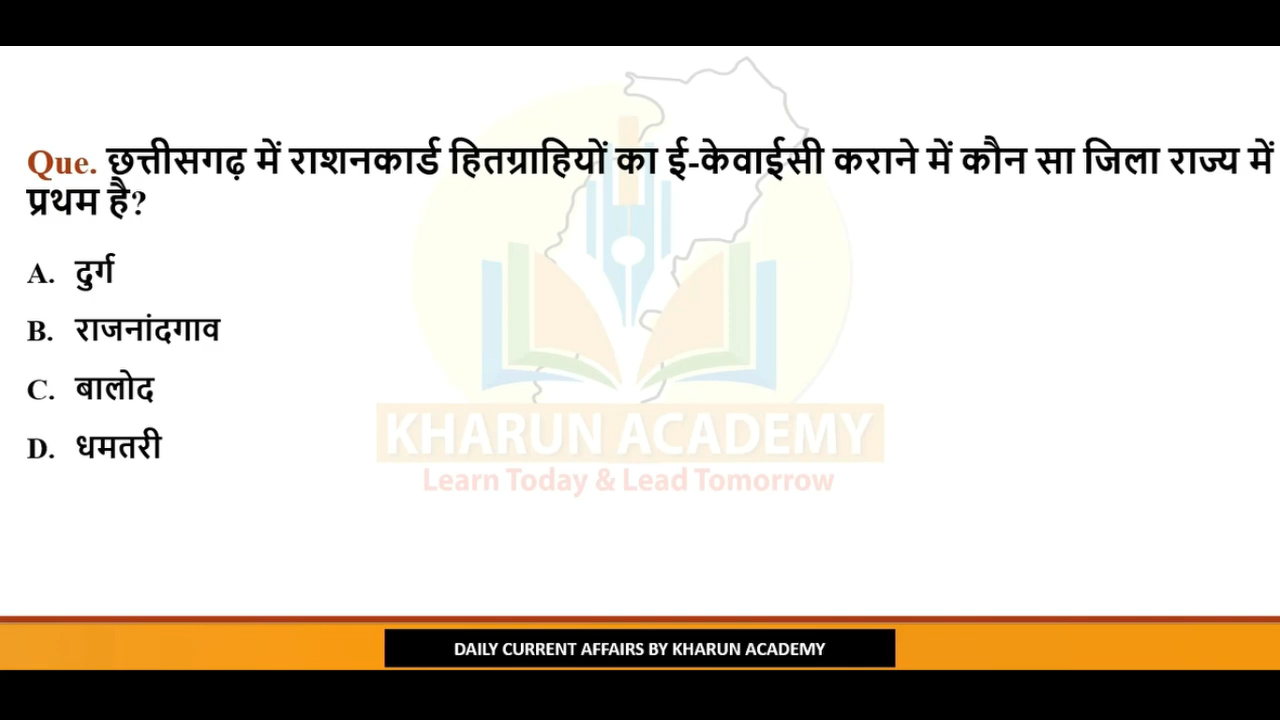 Que. छत्तीसगढ़ में राशनकार्ड हितग्राहियों का ई-केवाईसी कराने में कौन सा जिला राज्य में
प्रथम है?
A. दुर्ग
B. राजनांदगाव
C. बालोद
D. धमतरी
KHARUN ACADEMY
Learn Today & Lead Tomorrow
DAILY CURRENT AFFAIRS BY KHARUN ACADEMY